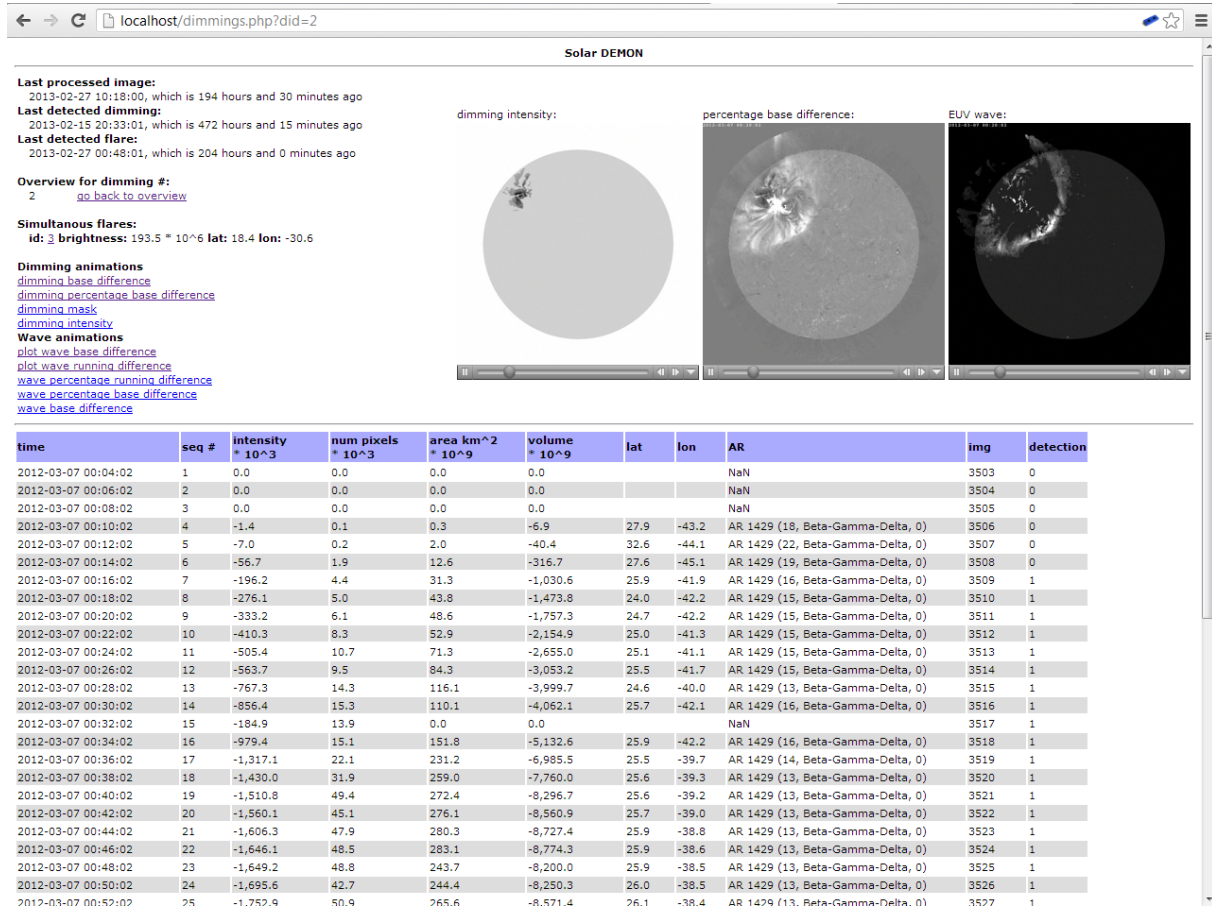 localhost/dimmings.php?did=2
Solar DEMON
Last processed image:
2013-02-27 10:18:00, which is 194 hours and 30 minutes ago
Last detected dimming:
2013-02-15 20:33:01, which is 472 hours and 15 minutes ago
Last detected flare:
2013-02-27 00:48:01, which is 204 hours and 0 minutes ago
Overview for dimming #:
2 go back to overview
Simultanous flares:
id: 3 brightness: 193.5 * 10^6 lat: 18.4 lon: -30.6
Dimming animations
dimming base difference
dimming percentage base difference
dimming mask
dimming intensity
Wave animations
plot wave base difference
plot wave running difference
wave percentage running difference
wave percentage base difference
wave base difference
dimming intensity:
percentage base difference:
EUV wave:
time seq # intensity * 10^3 num pixels * 10^3 area km^2 * 10^9 volume * 10^9 lat lon AR img detection
2012-03-07 00:04:02 1 0.0 0.0 0.0 0.0 NaN 3503 0
2012-03-07 00:06:02 2 0.0 0.0 0.0 0.0 NaN 3504 0
2012-03-07 00:08:02 3 0.0 0.0 0.0 0.0 NaN 3505 0
2012-03-07 00:10:02 4 -1.4 0.1 0.3 -6.9 27.9 -43.2 AR 1429 (18, Beta-Gamma-Delta, 0) 3506 0
2012-03-07 00:12:02 5 -7.0 0.2 2.0 -40.4 32.6 -44.1 AR 1429 (22, Beta-Gamma-Delta, 0) 3507 0
2012-03-07 00:14:02 6 -56.7 1.9 12.6 -316.7 27.6 -45.1 AR 1429 (19, Beta-Gamma-Delta, 0) 3508 0
2012-03-07 00:16:02 7 -196.2 4.4 31.3 -1,030.6 25.9 -41.9 AR 1429 (16, Beta-Gamma-Delta, 0) 3509 1
2012-03-07 00:18:02 8 -276.1 5.0 43.8 -1,473.8 24.0 -42.2 AR 1429 (15, Beta-Gamma-Delta, 0) 3510 1
2012-03-07 00:20:02 9 -333.2 6.1 48.6 -1,757.3 24.7 -42.2 AR 1429 (15, Beta-Gamma-Delta, 0) 3511 1
2012-03-07 00:22:02 10 -410.3 8.3 52.9 -2,154.9 25.0 -41.3 AR 1429 (15, Beta-Gamma-Delta, 0) 3512 1
2012-03-07 00:24:02 11 -505.4 10.7 71.3 -2,655.0 25.1 -41.1 AR 1429 (15, Beta-Gamma-Delta, 0) 3513 1
2012-03-07 00:26:02 12 -563.7 9.5 84.3 -3,053.2 25.5 -41.7 AR 1429 (15, Beta-Gamma-Delta, 0) 3514 1
2012-03-07 00:28:02 13 -767.3 14.3 116.1 -3,999.7 24.6 -40.0 AR 1429 (13, Beta-Gamma-Delta, 0) 3515 1
2012-03-07 00:30:02 14 -856.4 15.3 110.1 -4,062.1 25.7 -42.1 AR 1429 (16, Beta-Gamma-Delta, 0) 3516 1
2012-03-07 00:32:02 15 -184.9 13.9 0.0 0.0 NaN 3517 1
2012-03-07 00:34:02 16 -979.4 15.1 151.8 -5,132.6 25.9 -42.2 AR 1429 (16, Beta-Gamma-Delta, 0) 3518 1
2012-03-07 00:36:02 17 -1,317.1 22.1 231.2 -6,985.5 25.5 -39.7 AR 1429 (14, Beta-Gamma-Delta, 0) 3519 1
2012-03-07 00:38:02 18 -1,430.0 31.9 259.0 -7,760.0 25.6 -39.3 AR 1429 (13, Beta-Gamma-Delta, 0) 3520 1
2012-03-07 00:40:02 19 -1,510.8 49.4 272.4 -8,296.7 25.6 -39.2 AR 1429 (13, Beta-Gamma-Delta, 0) 3521 1
2012-03-07 00:42:02 20 -1,560.1 45.1 276.1 -8,560.9 25.7 -39.0 AR 1429 (13, Beta-Gamma-Delta, 0) 3522 1
2012-03-07 00:44:02 21 -1,606.3 47.9 280.3 -8,727.4 25.9 -38.8 AR 1429 (13, Beta-Gamma-Delta, 0) 3523 1
2012-03-07 00:46:02 22 -1,646.1 48.5 283.1 -8,774.3 25.9 -38.6 AR 1429 (13, Beta-Gamma-Delta, 0) 3524 1
2012-03-07 00:48:02 23 -1,649.2 48.8 243.7 -8,200.0 25.9 -38.5 AR 1429 (13, Beta-Gamma-Delta, 0) 3525 1
2012-03-07 00:50:02 24 -1,695.6 42.7 244.4 -8,250.3 26.0 -38.5 AR 1429 (13, Beta-Gamma-Delta, 0) 3526 1
2012-03-07 00:52:02 25 -1,752.9 50.9 265.6 -8,571.4 26.1 -38.4 AR 1429 (13, Beta-Gamma-Delta, 0) 3527 1